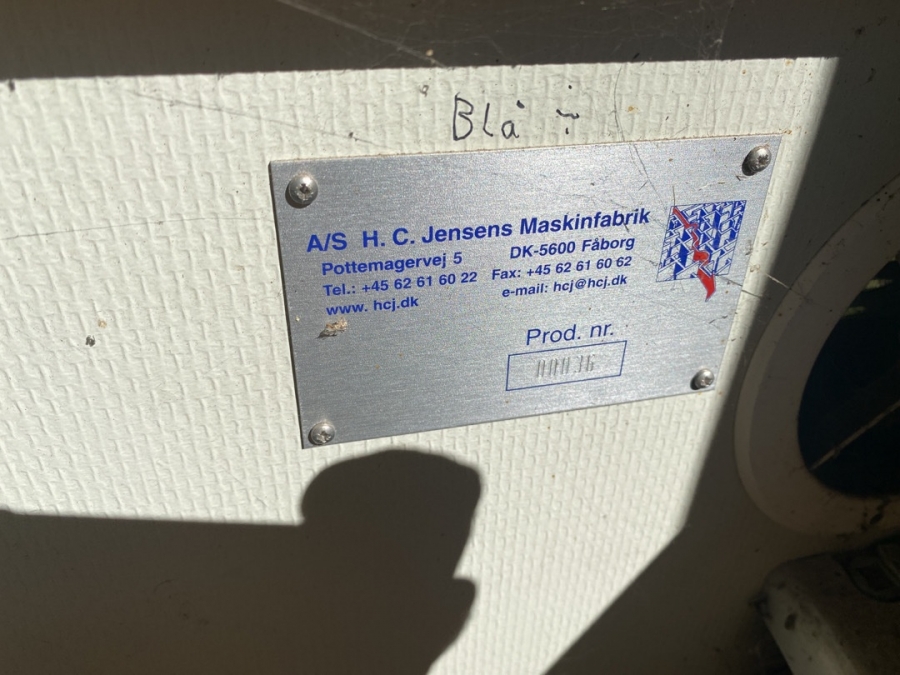 Blå ÷
A/S H. C. Jensens Maskinfabrik
Pottemagervej 5 DK-5600 Fåborg
Tel.: +45 62 61 60 22 Fax: +45 62 61 60 62
www. hcj.dk e-mail: hcj@hcj.dk
Prod. nr.